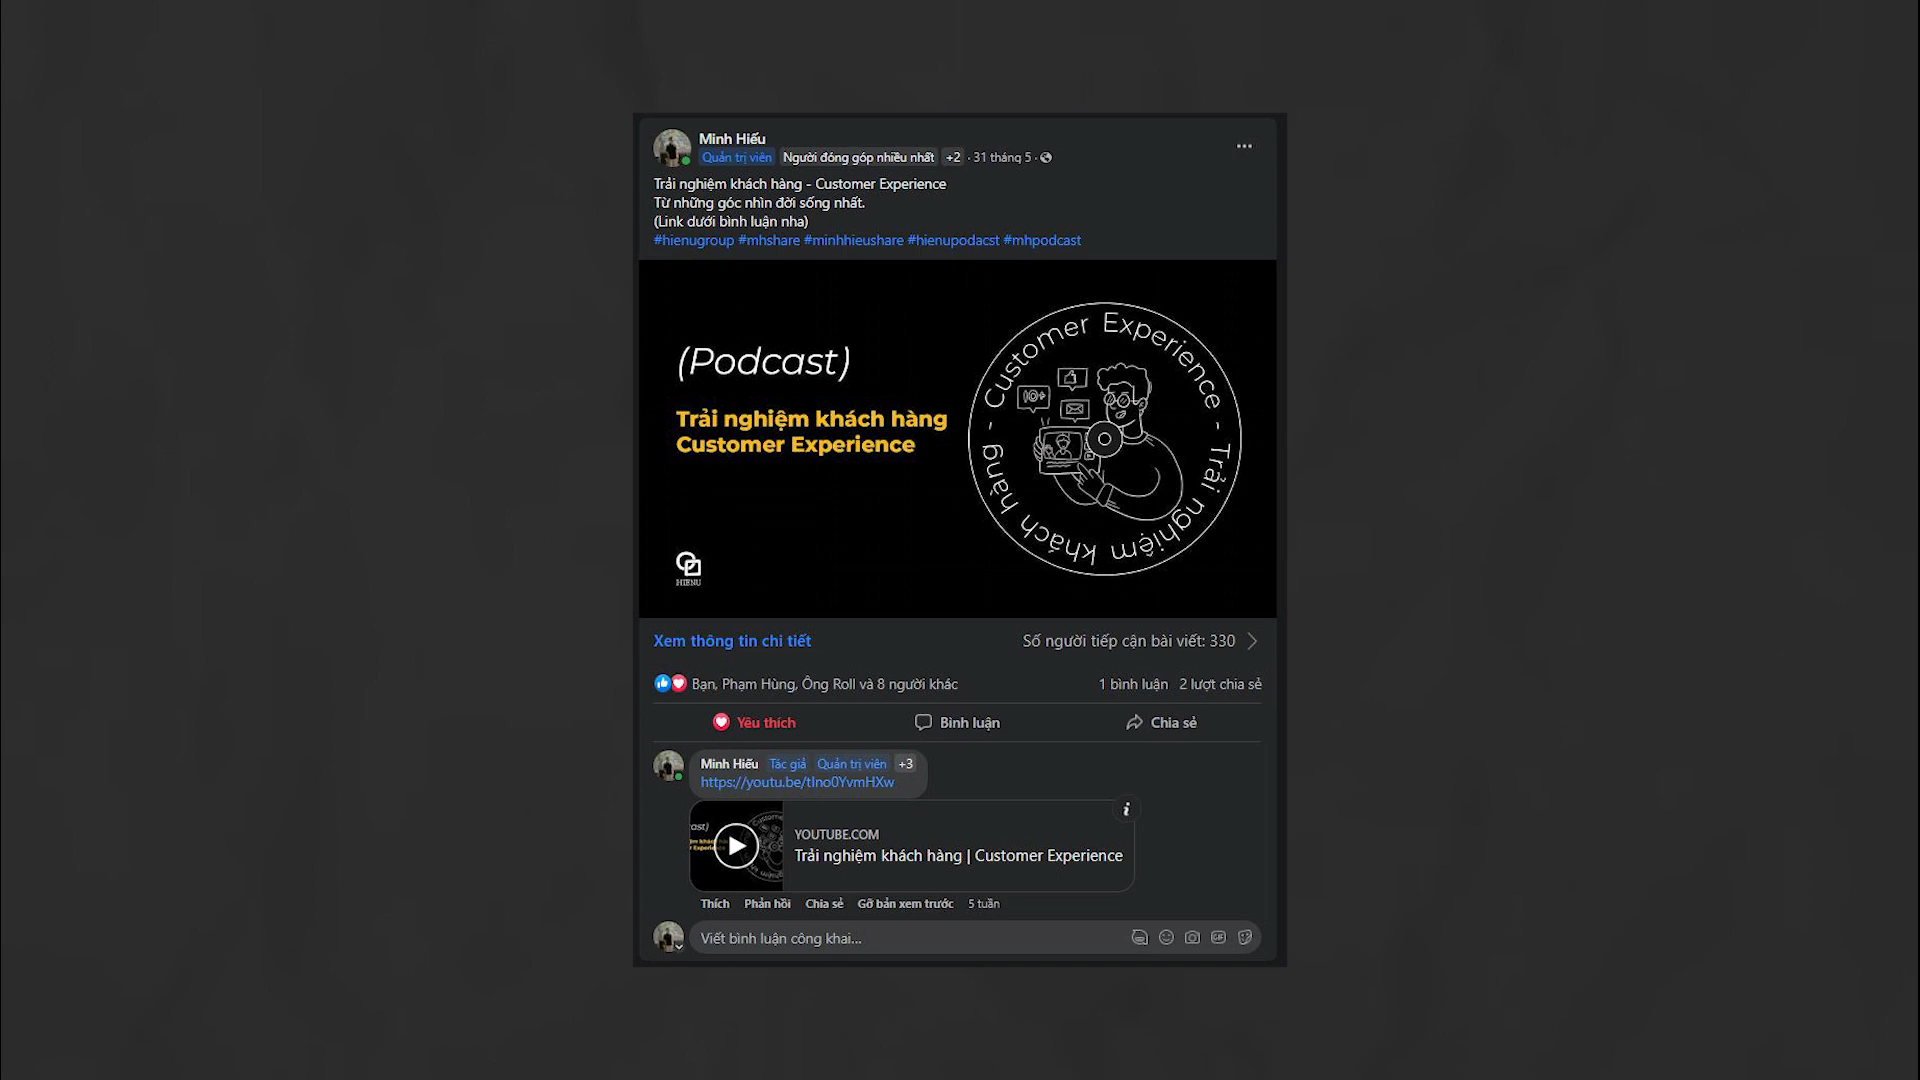 Minh Hiếu
Quản trị viên Người đóng góp nhiều nhất +2 · 31 tháng 5 ·
Trải nghiệm khách hàng - Customer Experience
Từ những góc nhìn đời sống nhất.
(Link dưới bình luận nha)
#hienugroup #mhshare #minhhieushare #hienupodacst #mhpodcast
(Podcast)
Trải nghiệm khách hàng
Customer Experience
Customer Experience - Trải nghiệm khách hàng -
HIENU
Xem thông tin chi tiết
Số người tiếp cận bài viết: 330
Bạn, Phạm Hùng, Ông Roll và 8 người khác
1 bình luận 2 lượt chia sẻ
Yêu thích
Bình luận
Chia sẻ
Minh Hiếu Tác giả Quản trị viên +3
https://youtu.be/tIno0YvmHXw
YOUTUBE.COM
Trải nghiệm khách hàng | Customer Experience
Thích Phản hồi Chia sẻ Gỡ bản xem trước 5 tuần
Viết bình luận công khai...